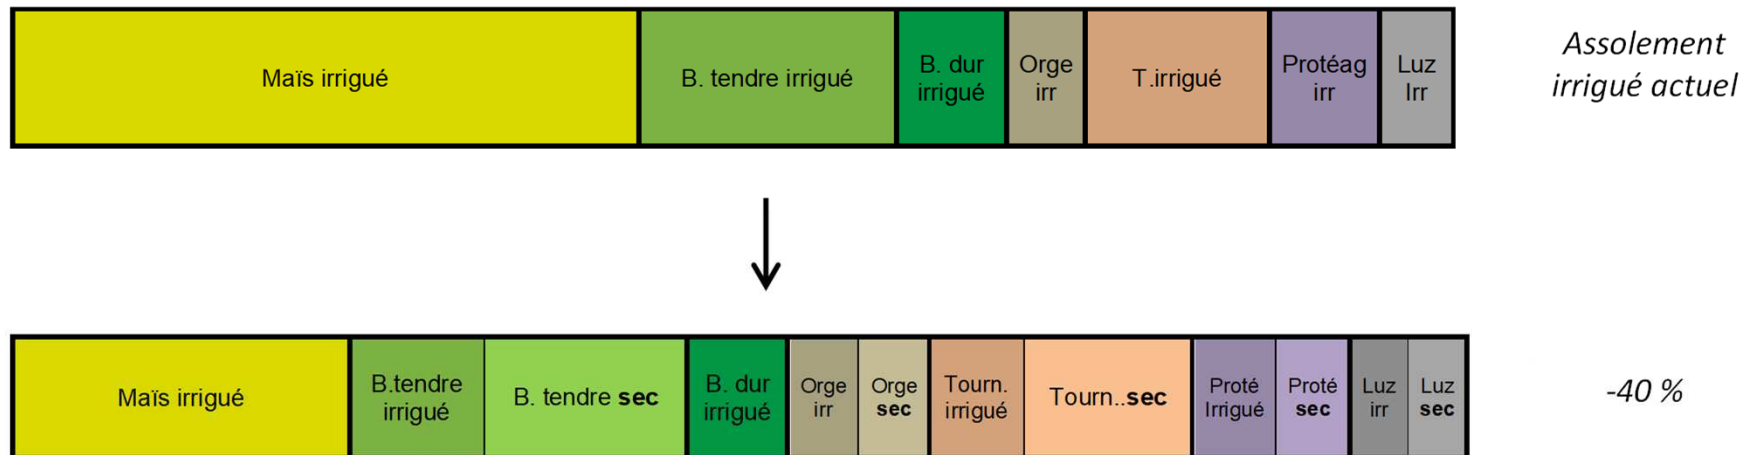 Maïs irrigué
B. tendre irrigué
B. dur
irrigué
Orge
irr
T.irrigué
Protéag
irr
Luz
Irr
Assolement
irrigué actuel
Maïs irrigué
B.tendre
irrigué
B. tendre sec
B. dur
irrigué
Orge
irr
Orge
sec
Tourn.
irrigué
Tourn..sec
Proté
Irrigué
Proté
sec
Luz
irr
Luz
sec
-40 %